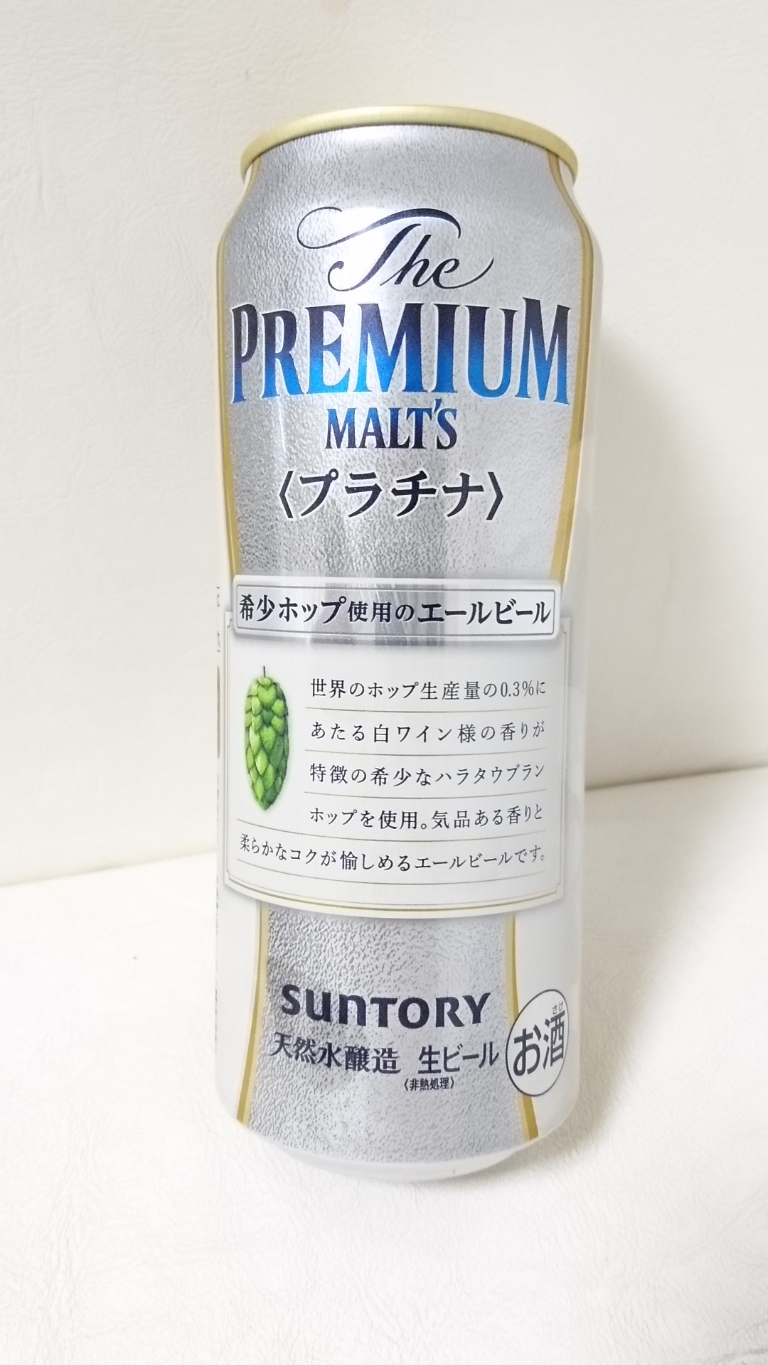 The
PREMIUM
MALT'S
〈プラチナ〉
希少ホップ使用のエールビール
世界のホップ生産量の0.3%に
あたる白ワイン様の香りが
特徴の希少なハラタウブラン
ホップを使用。気品ある香りと
柔らかなコクが愉しめるエールビールです。
SUNTORY
天然水醸造 生ビール
〈非熱処理〉
さけ
お酒